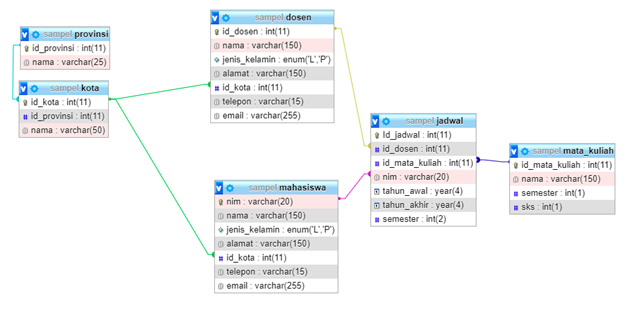 sampel provinsi
id_provinsi : int(11)
nama : varchar(25)
sampel kota
id_kota : int(11)
id_provinsi : int(11)
nama : varchar(50)
sampel dosen
id_dosen : int(11)
nama : varchar(150)
jenis_kelamin : enum('L','P')
alamat : varchar(150)
id_kota : int(11)
telepon : varchar(15)
email : varchar(255)
sampel mahasiswa
nim : varchar(20)
nama : varchar(150)
jenis_kelamin : enum('L','P')
alamat : varchar(150)
id_kota : int(11)
telepon : varchar(15)
email : varchar(255)
sampel jadwal
Id_jadwal : int(11)
id_dosen : int(11)
id_mata_kuliah : int(11)
nim : varchar(20)
tahun_awal : year(4)
tahun_akhir : year(4)
semester : int(2)
sampel mata_kuliah
id_mata_kuliah : int(11)
nama : varchar(150)
semester : int(1)
sks : int(1)